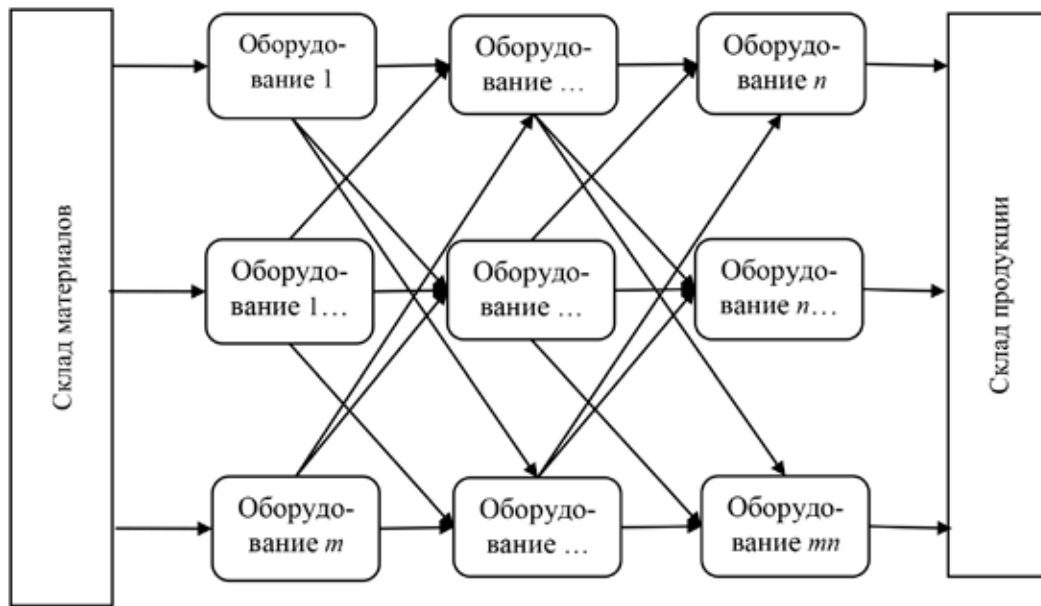 Склад материалов
Оборудо-
вание 1
Оборудо-
вание …
Оборудо-
вание n
Оборудо-
вание 1…
Оборудо-
вание …
Оборудо-
вание n…
Оборудо-
вание m
Оборудо-
вание …
Оборудо-
вание mn
Склад продукции